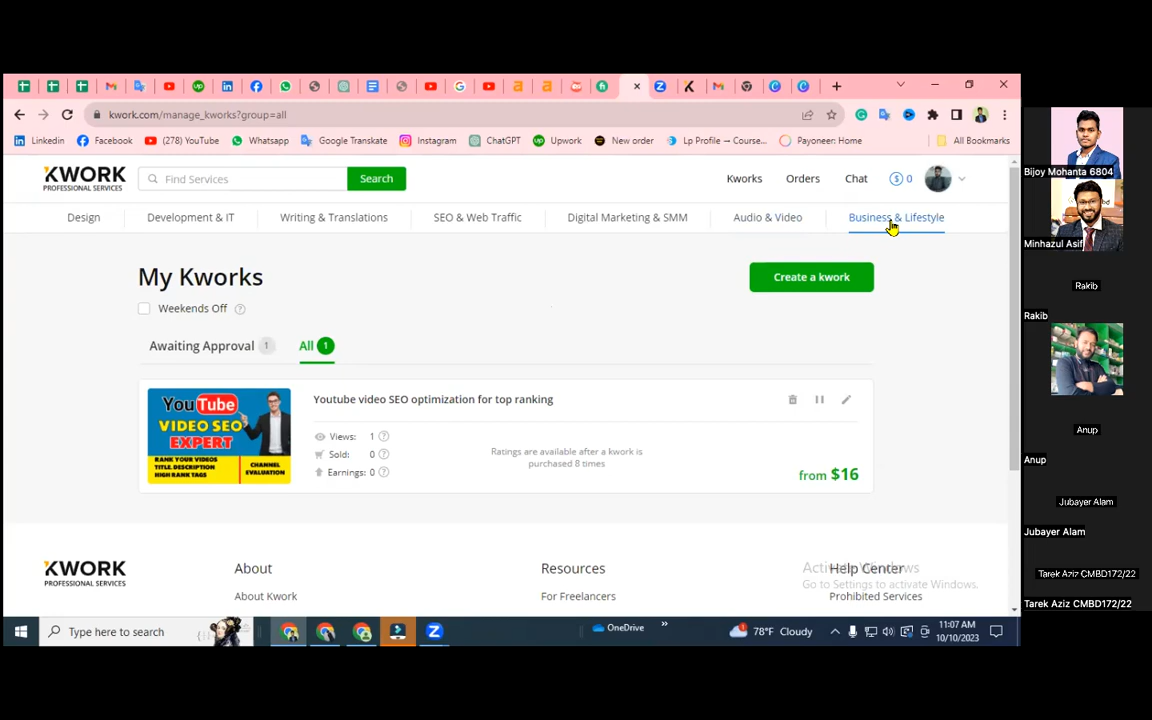 kwork.com/manage_kworks?group=all
Linkedin Facebook (278) YouTube Whatsapp Google Transkate Instagram ChatGPT Upwork New order Lp Profile → Course... Payoneer: Home All Bookmarks
KWORK
PROFESSIONAL SERVICES
Find Services
Search
Kworks Orders Chat $ 0
Design Development & IT Writing & Translations SEO & Web Traffic Digital Marketing & SMM Audio & Video Business & Lifestyle
My Kworks
Create a kwork
Weekends Off ?
Awaiting Approval 1 All 1
YouTube
VIDEO SEO
EXPERT
RANK YOUR VIDEOS
TITLE, DESCRIPTION
HIGH RANK TAGS
CHANNEL
EVALUATION
Youtube video SEO optimization for top ranking
Views: 1 ?
Sold: 0 ?
Earnings: 0 ?
Ratings are available after a kwork is
purchased 8 times
from $16
KWORK
PROFESSIONAL SERVICES
About
About Kwork
Resources
For Freelancers
Help Center
Prohibited Services
Activate Windows
Go to Settings to activate Windows.
Type here to search
OneDrive
78°F Cloudy
11:07 AM
10/10/2023
Bijoy Mohanta 6804
Minhazul Asif
Rakib
Rakib
Anup
Anup
Jubayer Alam
Jubayer Alam
Tarek Aziz CMBD172/22
Tarek Aziz CMBD172/22